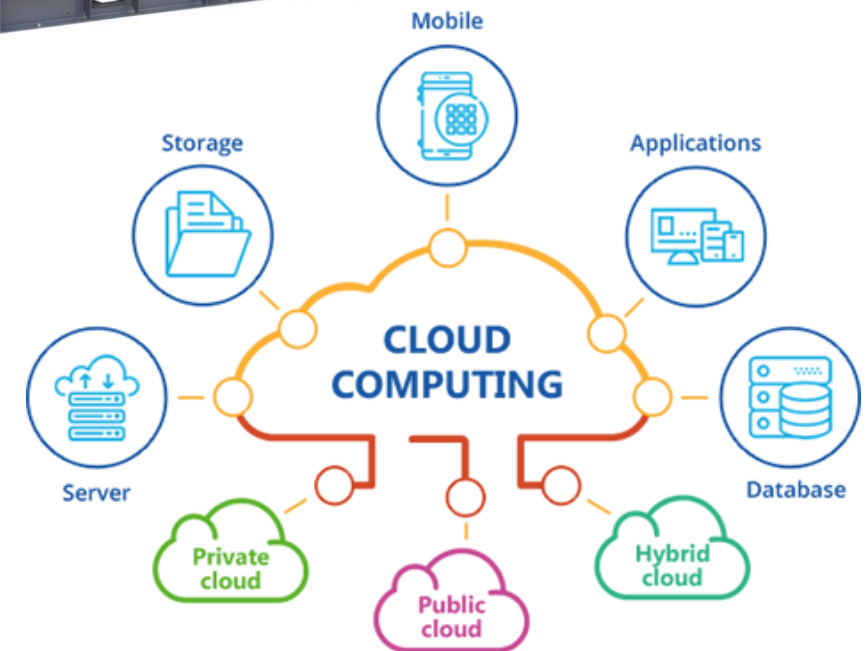 Mobile
Storage
Applications
CLOUD
COMPUTING
Server
Database
Private
cloud
Public
cloud
Hybrid
cloud